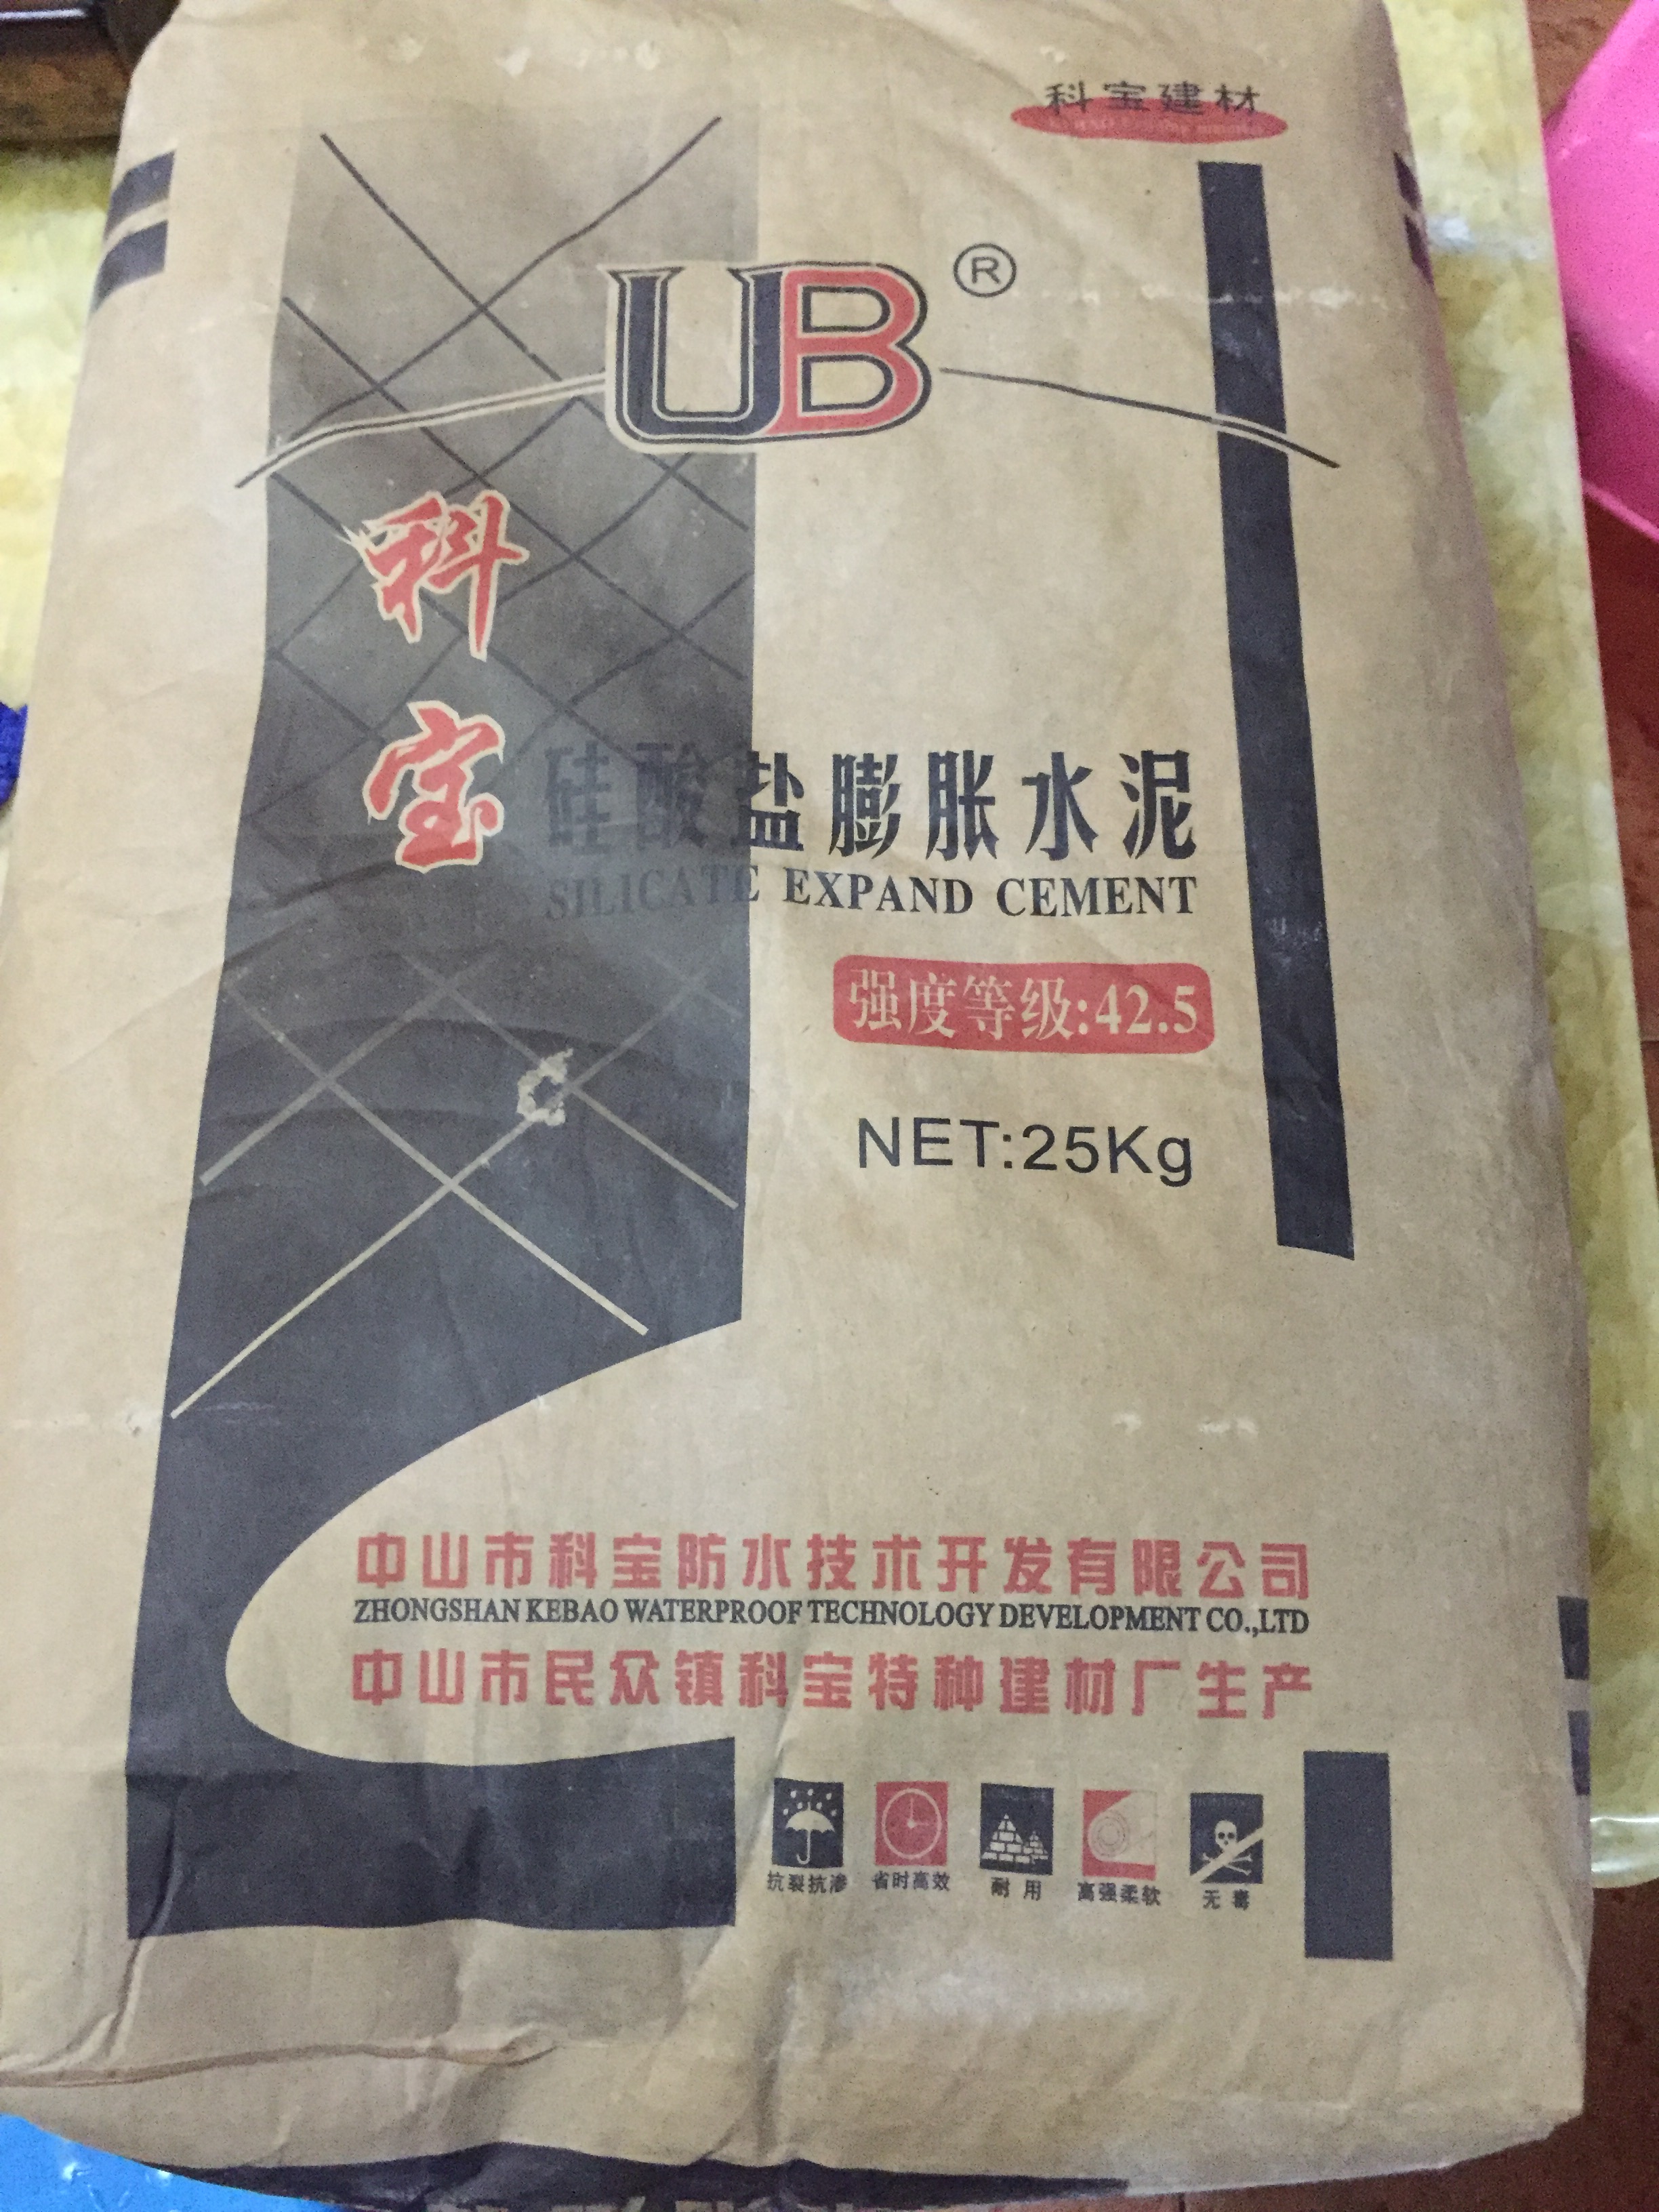 科宝建材
UB®
科宝
硅酸盐膨胀水泥
SILICATE EXPAND CEMENT
强度等级:42.5
NET:25Kg
中山市科宝防水技术开发有限公司
ZHONGSHAN KEBAO WATERPROOF TECHNOLOGY DEVELOPMENT CO.,LTD
中山市民众镇科宝特种建材厂生产
抗裂抗渗 省时高效 耐用 高强柔软 无毒